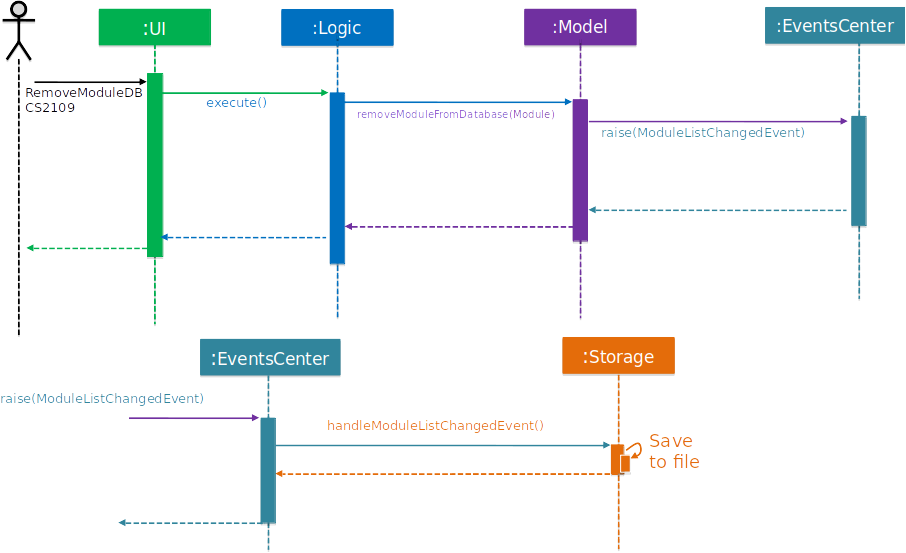 :UI
:Logic
:Model
:EventsCenter
RemoveModuleDB
CS2109
execute()
removeModuleFromDatabase(Module)
raise(ModuleListChangedEvent)
:EventsCenter
:Storage
raise(ModuleListChangedEvent)
handleModuleListChangedEvent()
Save
to file